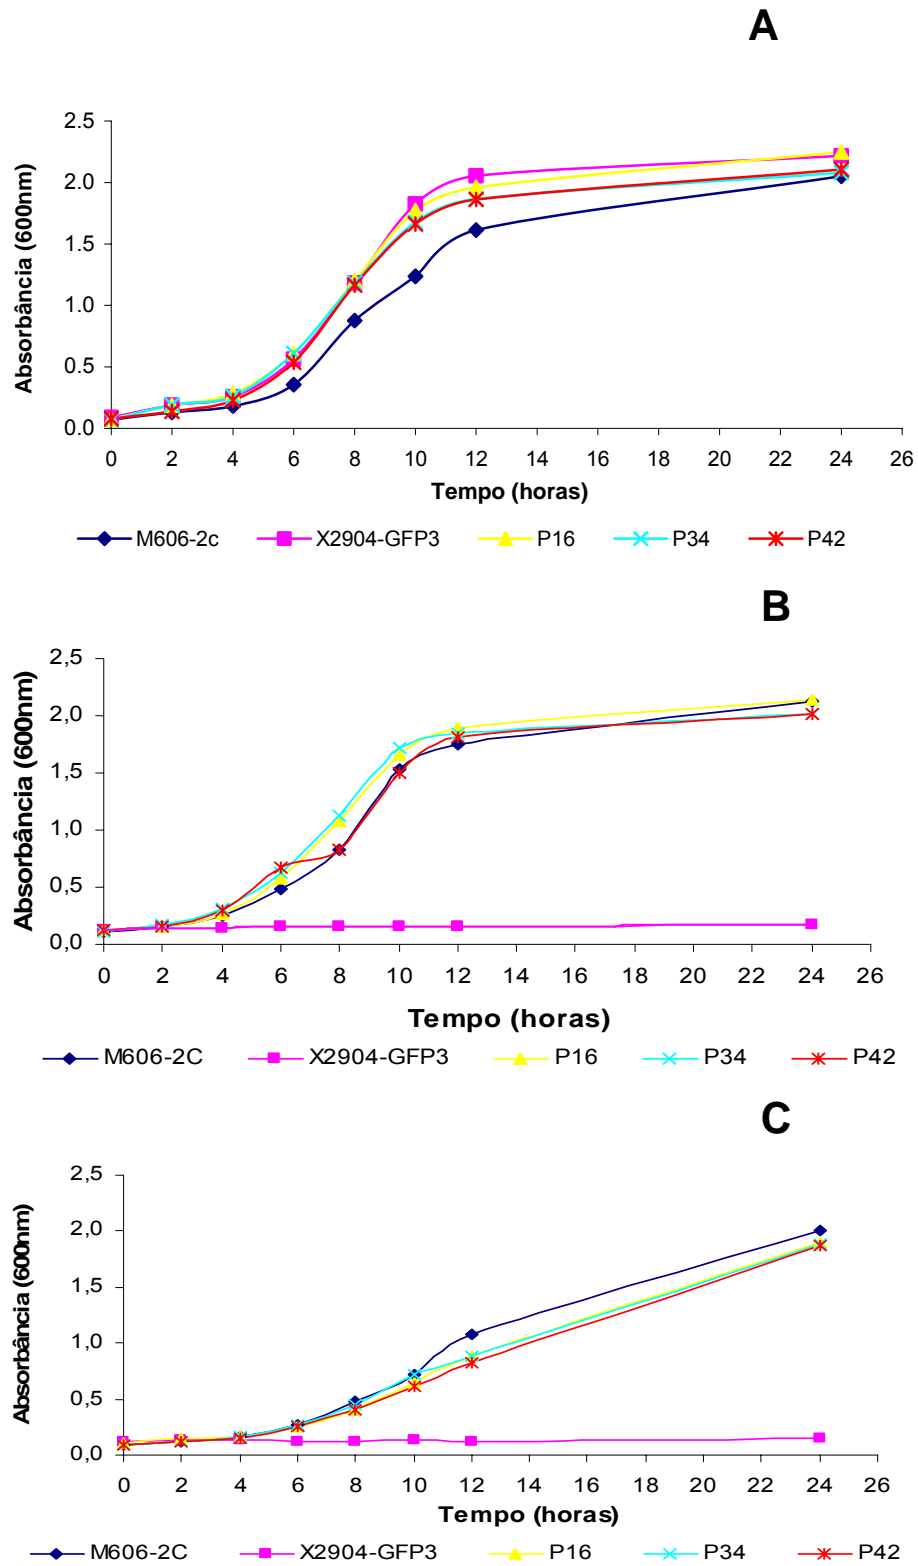 A
2.5
2.0
1.5
1.0
0.5
0.0
Absorbância (600nm)
0 2 4 6 8 10 12 14 16 18 20 22 24 26
Tempo (horas)
M606-2c X2904-GFP3 P16 P34 P42
B
2,5
2,0
1,5
1,0
0,5
0,0
Absorbância (600nm)
0 2 4 6 8 10 12 14 16 18 20 22 24 26
Tempo (horas)
M606-2C X2904-GFP3 P16 P34 P42
C
2,5
2,0
1,5
1,0
0,5
0,0
Absorbância (600nm)
0 2 4 6 8 10 12 14 16 18 20 22 24 26
Tempo (horas)
M606-2C X2904-GFP3 P16 P34 P42